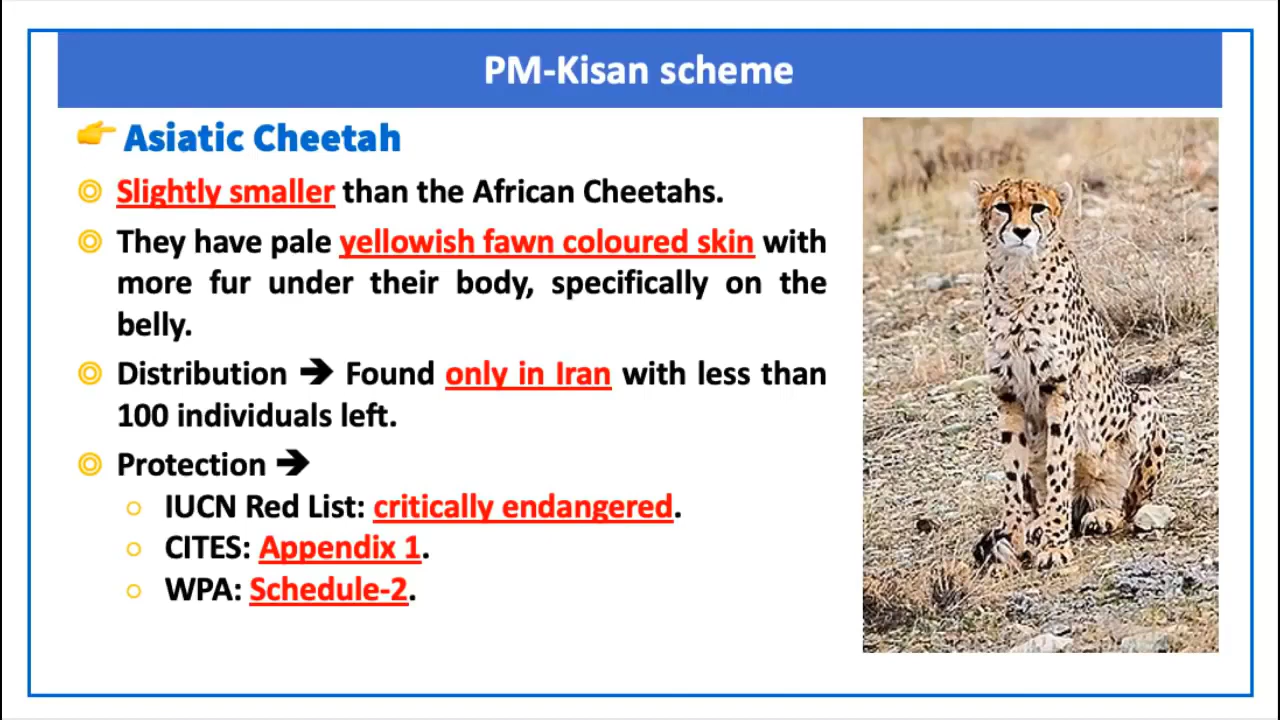 PM-Kisan scheme
Asiatic Cheetah
Slightly smaller than the African Cheetahs.
They have pale yellowish fawn coloured skin with
more fur under their body, specifically on the
belly.
Distribution ➔ Found only in Iran with less than
100 individuals left.
Protection ➔
IUCN Red List: critically endangered.
CITES: Appendix 1.
WPA: Schedule-2.